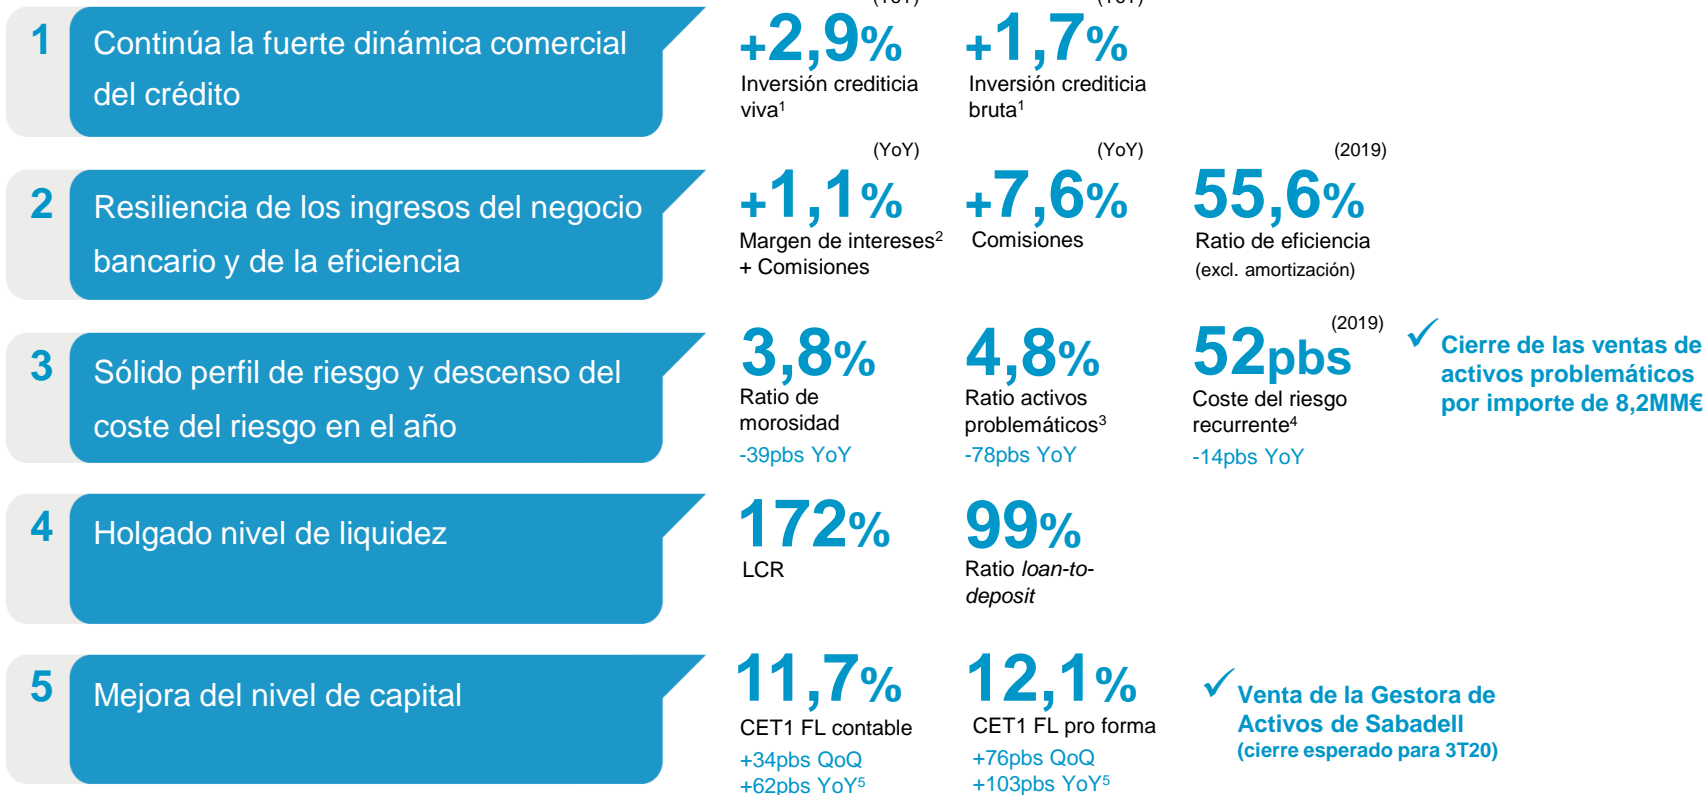 1
Continúa la fuerte dinámica comercial
del crédito
+2,9%
Inversión crediticia
viva1
+1,7%
Inversión crediticia
bruta1
2
Resiliencia de los ingresos del negocio
bancario y de la eficiencia
(YoY)
+1,1%
Margen de intereses2
+ Comisiones
(YoY)
+7,6%
Comisiones
(2019)
55,6%
Ratio de eficiencia
(excl. amortización)
3
Sólido perfil de riesgo y descenso del
coste del riesgo en el año
3,8%
Ratio de
morosidad
-39pbs YoY
4,8%
Ratio activos
problemáticos3
-78pbs YoY
(2019)
52pbs
Coste del riesgo
recurrente4
-14pbs YoY
✓ Cierre de las ventas de
activos problemáticos
por importe de 8,2MM€
4
Holgado nivel de liquidez
172%
LCR
99%
Ratio loan-to-
deposit
5
Mejora del nivel de capital
11,7%
CET1 FL contable
+34pbs QoQ
+62pbs YoY5
12,1%
CET1 FL pro forma
+76pbs QoQ
+103pbs YoY5
✓ Venta de la Gestora de
Activos de Sabadell
(cierre esperado para 3T20)